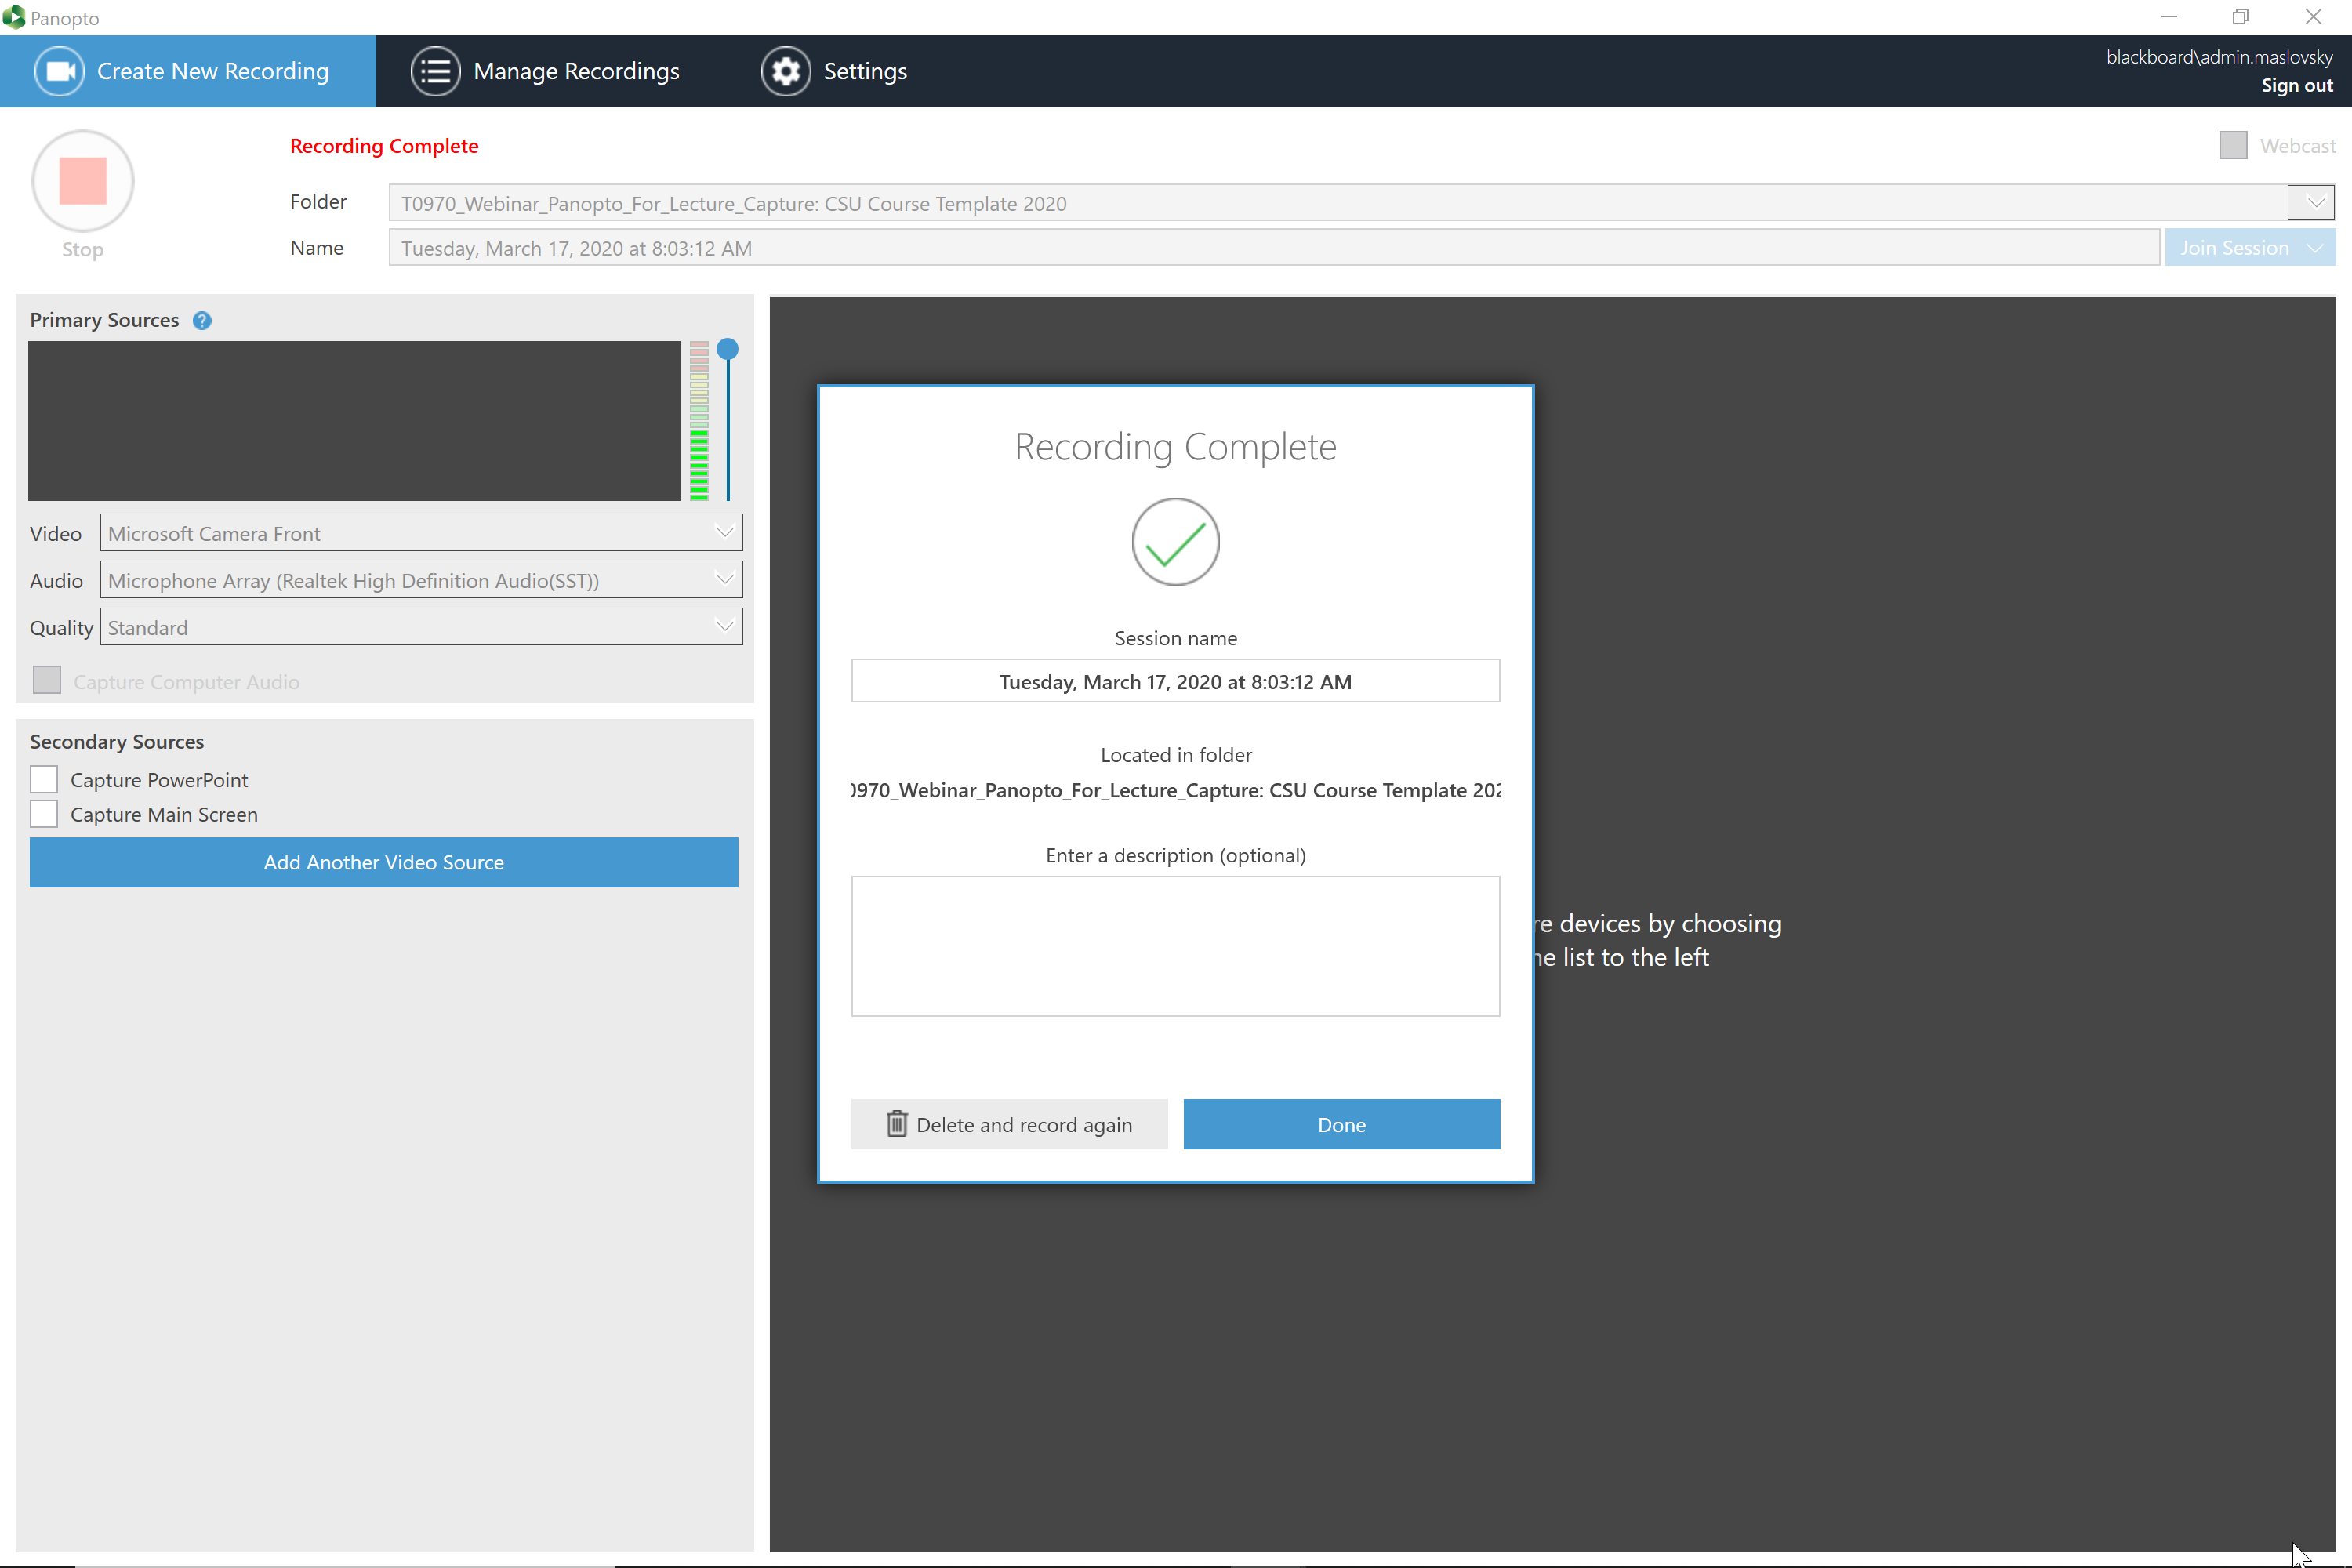 Panopto
Create New Recording
Manage Recordings
Settings
blackboard\admin.maslovsky
Sign out
Recording Complete
Webcast
Folder
T0970_Webinar_Panopto_For_Lecture_Capture: CSU Course Template 2020
Stop
Name
Tuesday, March 17, 2020 at 8:03:12 AM
Join Session
Primary Sources ?
Video
Microsoft Camera Front
Audio
Microphone Array (Realtek High Definition Audio(SST))
Quality
Standard
Capture Computer Audio
Secondary Sources
Capture PowerPoint
Capture Main Screen
Add Another Video Source
Recording Complete
Session name
Tuesday, March 17, 2020 at 8:03:12 AM
Located in folder
0970_Webinar_Panopto_For_Lecture_Capture: CSU Course Template 202
Enter a description (optional)
Delete and record again
Done
re devices by choosing
he list to the left